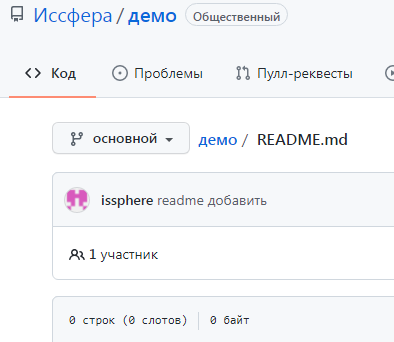 Иссфера/демо Общественный
Код Проблемы Пулл-реквесты
основной демо / README.md
issphere readme добавить
1 участник
0 строк (0 слотов) 0 байт